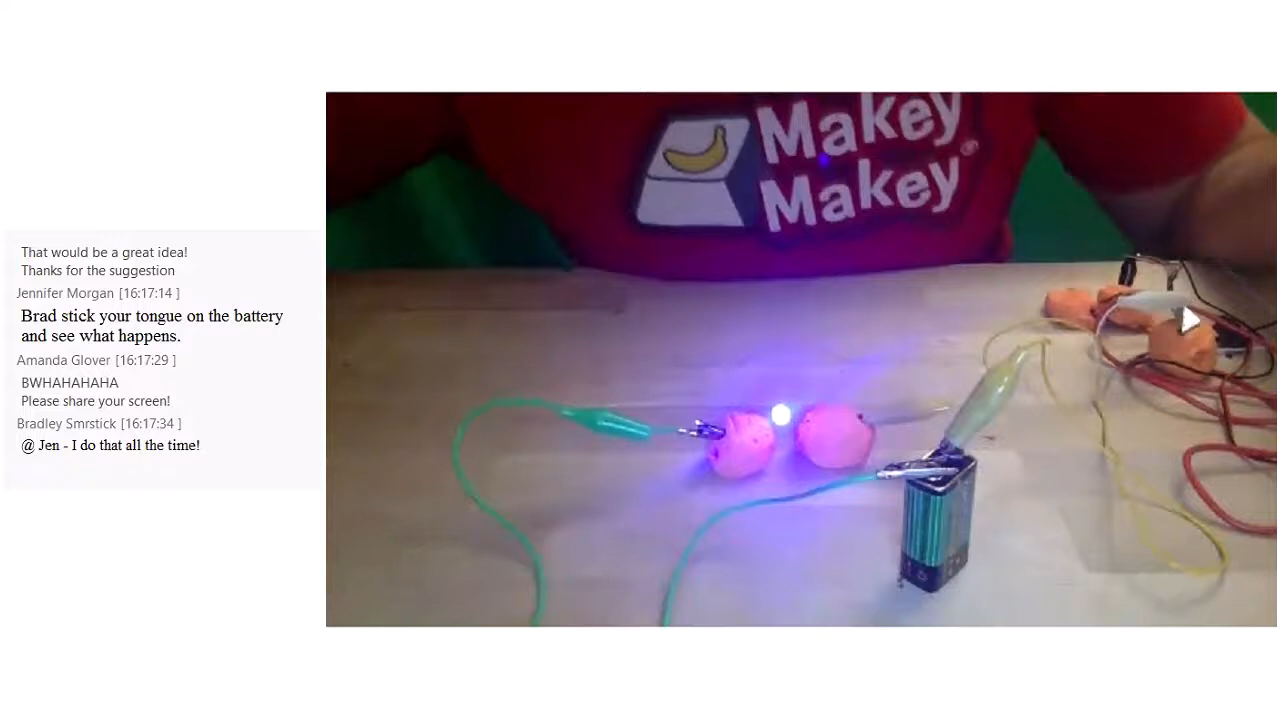 That would be a great idea!
Thanks for the suggestion
Jennifer Morgan [16:17:14 ]
Brad stick your tongue on the battery
and see what happens.
Amanda Glover [16:17:29 ]
BWHAHAHAHA
Please share your screen!
Bradley Smrstick [16:17:34 ]
@ Jen - I do that all the time!
Makey
Makey®